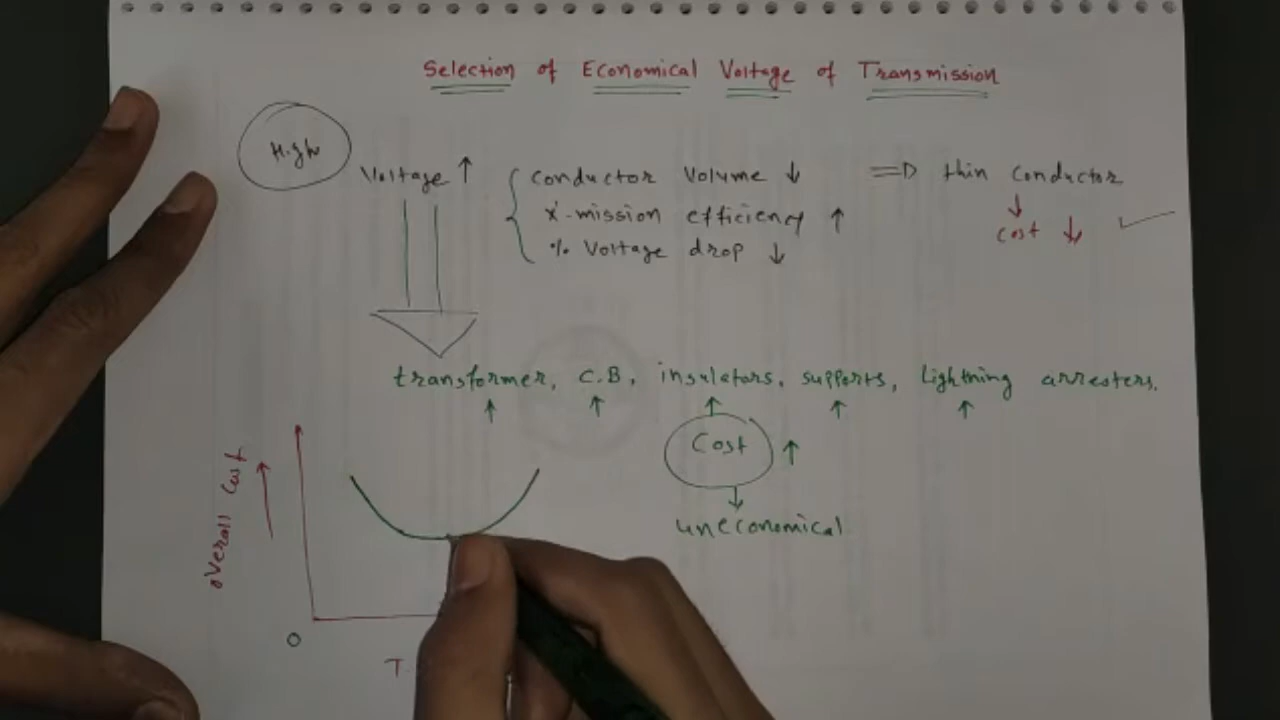 Selection of Economical Voltage of Transmission
High
Voltage ↑
conductor volume ↓
x'-mission efficiency ↑
% Voltage drop ↓
⇒ thin conductor
↓
cost ↓
transformer, C.B, insulators, supports, Lightning arresters.
↑ ↑ ↑ ↑ ↑
Cost ↑
↓
uneconomical
overall cost
O
T